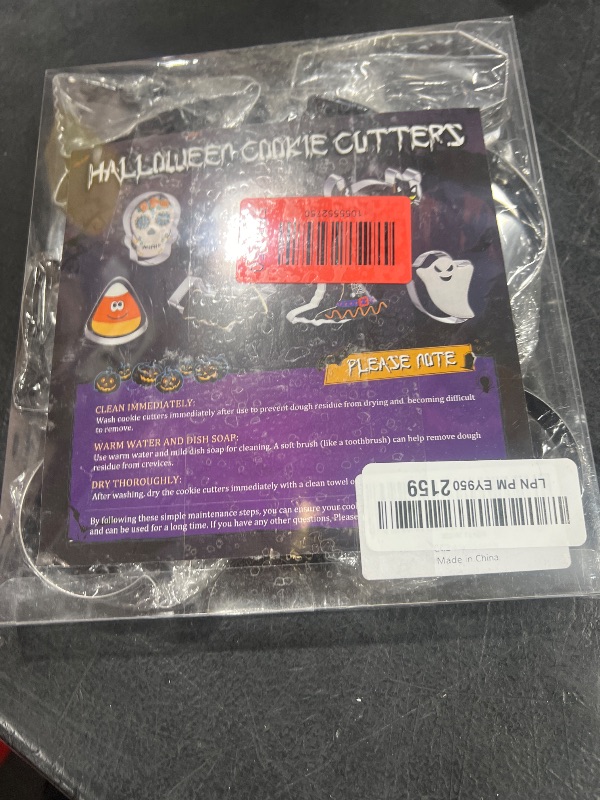 HALLOWEEN COOKIE CUTTERS
PLEASE NOTE
CLEAN IMMEDIATELY:
Wash cookie cutters immediately after use to prevent dough residue from drying and becoming difficult
to remove.
WARM WATER AND DISH SOAP:
Use warm water and mild dish soap for cleaning. A soft brush (like a toothbrush) can help remove dough
residue from crevices.
DRY THOROUGHLY:
After washing, dry the cookie cutters immediately with a clean towel
By following these simple maintenance steps, you can ensure your
and can be used for a long time. If you have any other questions, Please
LPN PM EY950 2159
Made in China